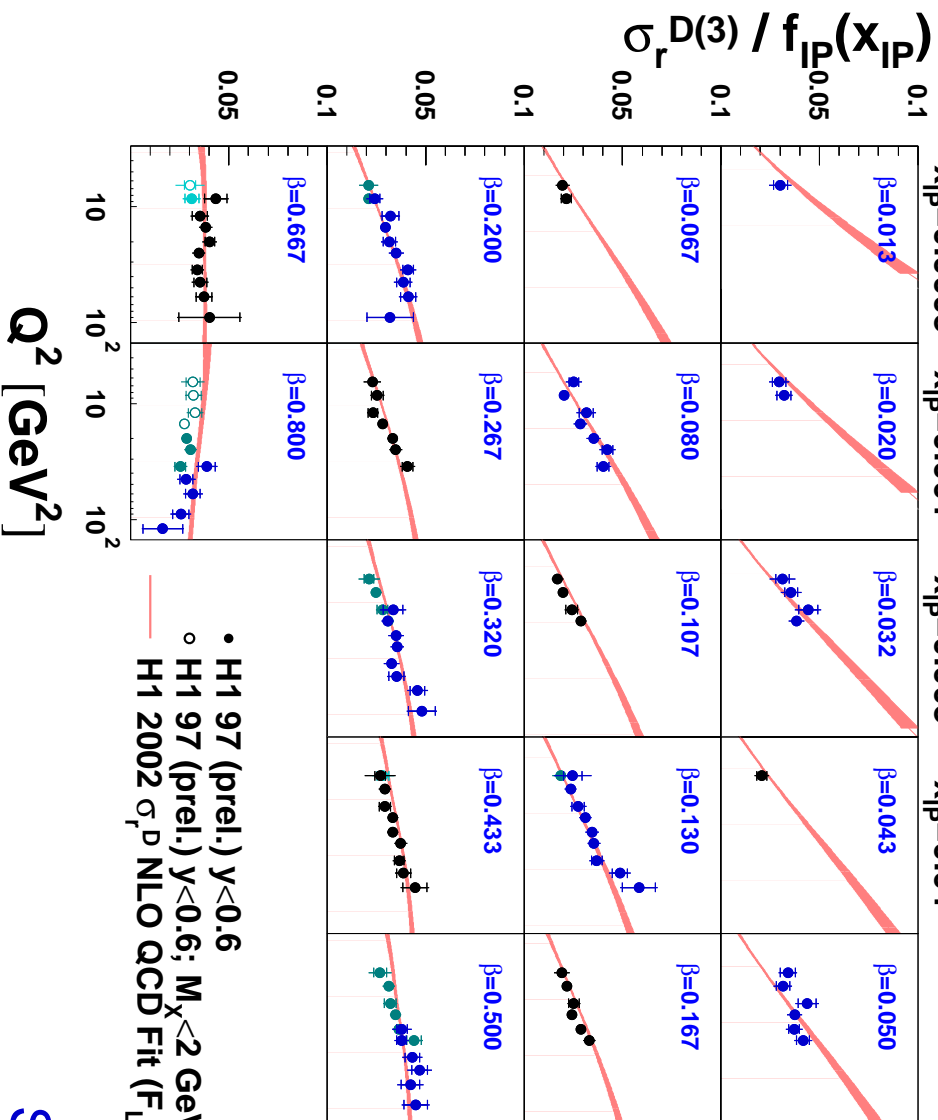 σ_r^D(3) / f_IP(x_IP)
0.1
β=0.013 β=0.020 β=0.032 β=0.043 β=0.050
0.05
0.1
β=0.067 β=0.080 β=0.107 β=0.130 β=0.167
0.05
0.1
β=0.200 β=0.267 β=0.320 β=0.433 β=0.500
0.05
0.1
β=0.667 β=0.800
0.05
H1 97 (prel.) y<0.6
H1 97 (prel.) y<0.6; M_X<2 GeV
H1 2002 σ_r^D NLO QCD Fit (F_L
10 10^2 10 10^2
Q^2 [GeV^2]